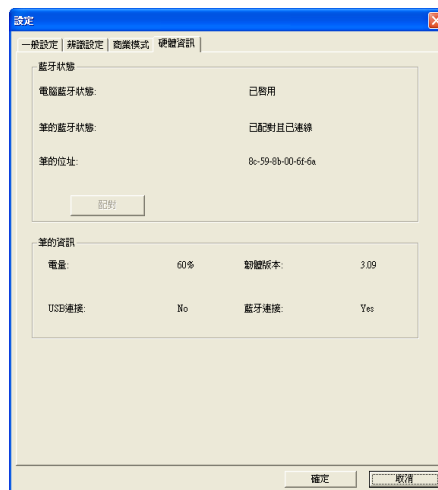 設定
一般設定 辨識設定 商業模式 硬體資訊
藍牙狀態
電腦藍牙狀態: 已啓用
筆的藍牙狀態: 已配對且已連線
筆的位址: 8c-59-8b-00-6f-6a
配對
筆的資訊
電量: 60% 韌體版本: 3.09
USB連接: No 藍牙連接: Yes
確定 取消